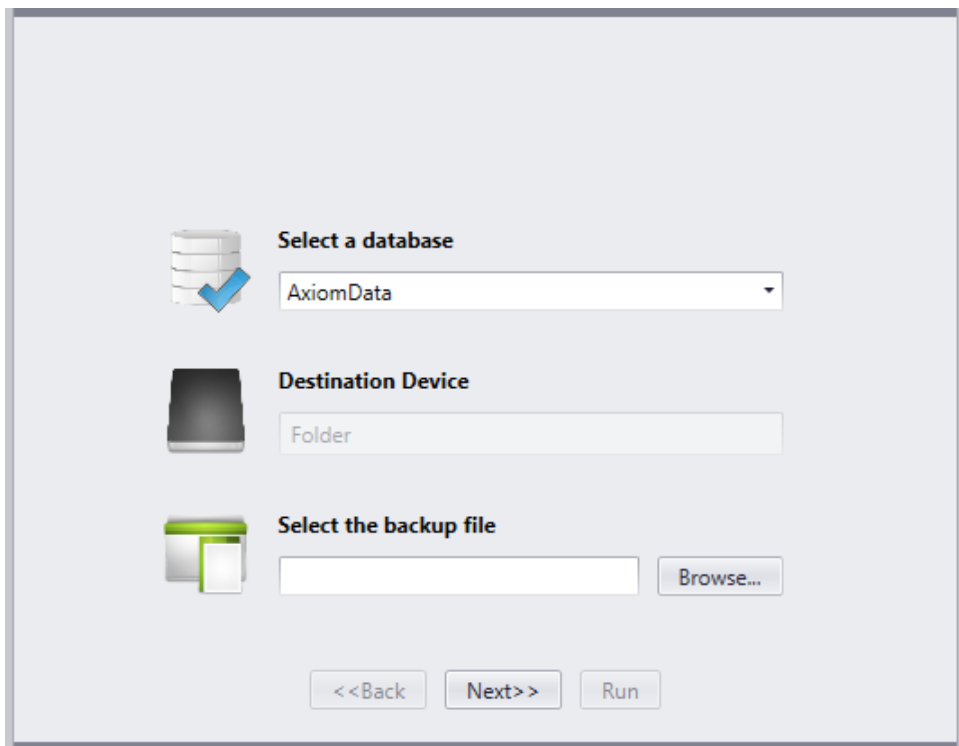 Select a database
AxiomData
Destination Device
Folder
Select the backup file
Browse...
<<Back Next>> Run